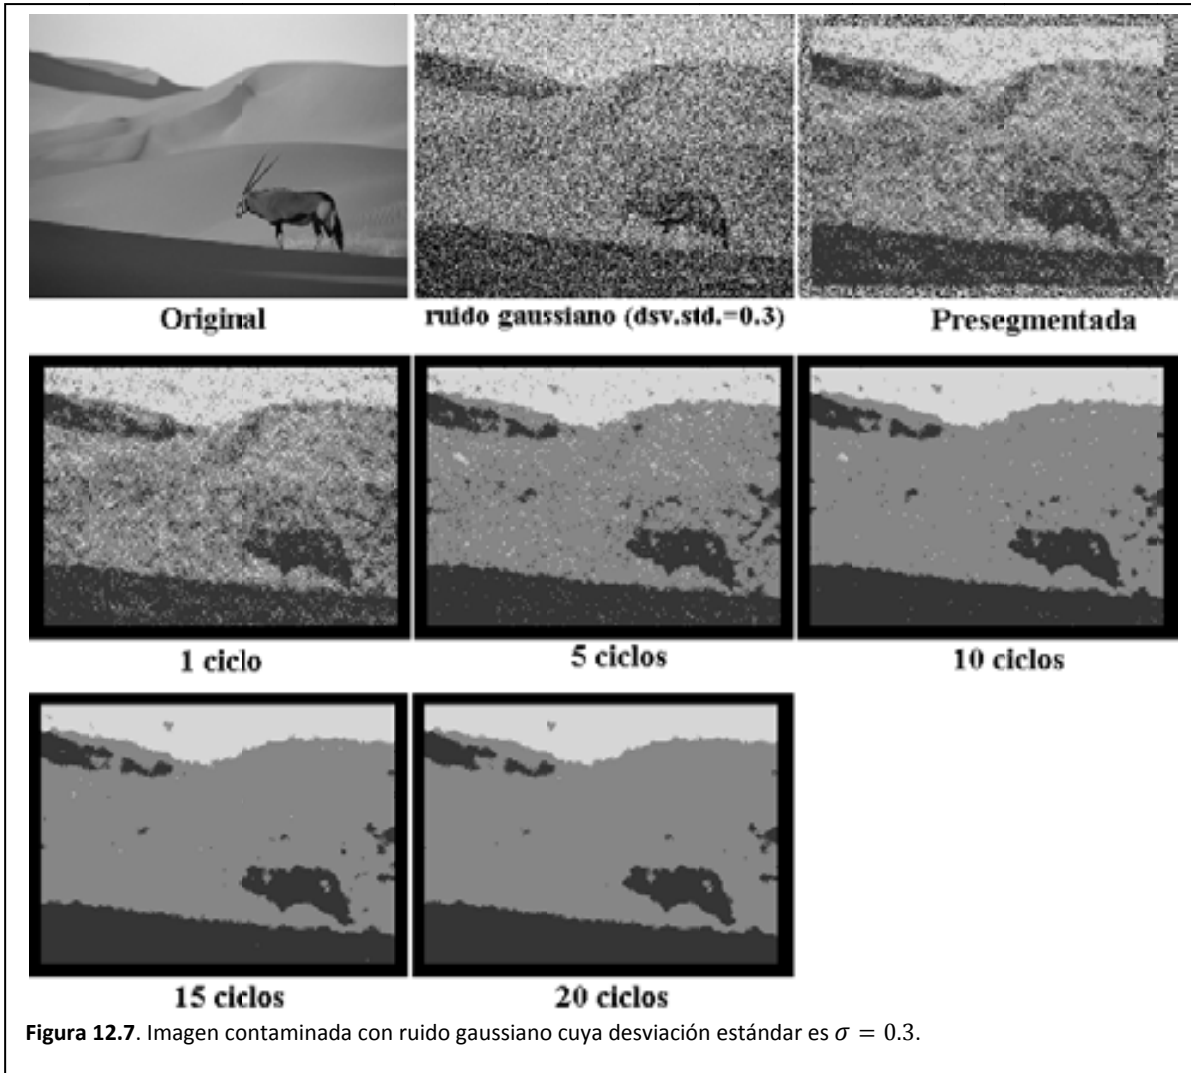 Original
ruido gaussiano (dsv.std.=0.3)
Presegmentada
1 ciclo
5 ciclos
10 ciclos
15 ciclos
20 ciclos
Figura 12.7. Imagen contaminada con ruido gaussiano cuya desviación estándar es σ = 0.3.